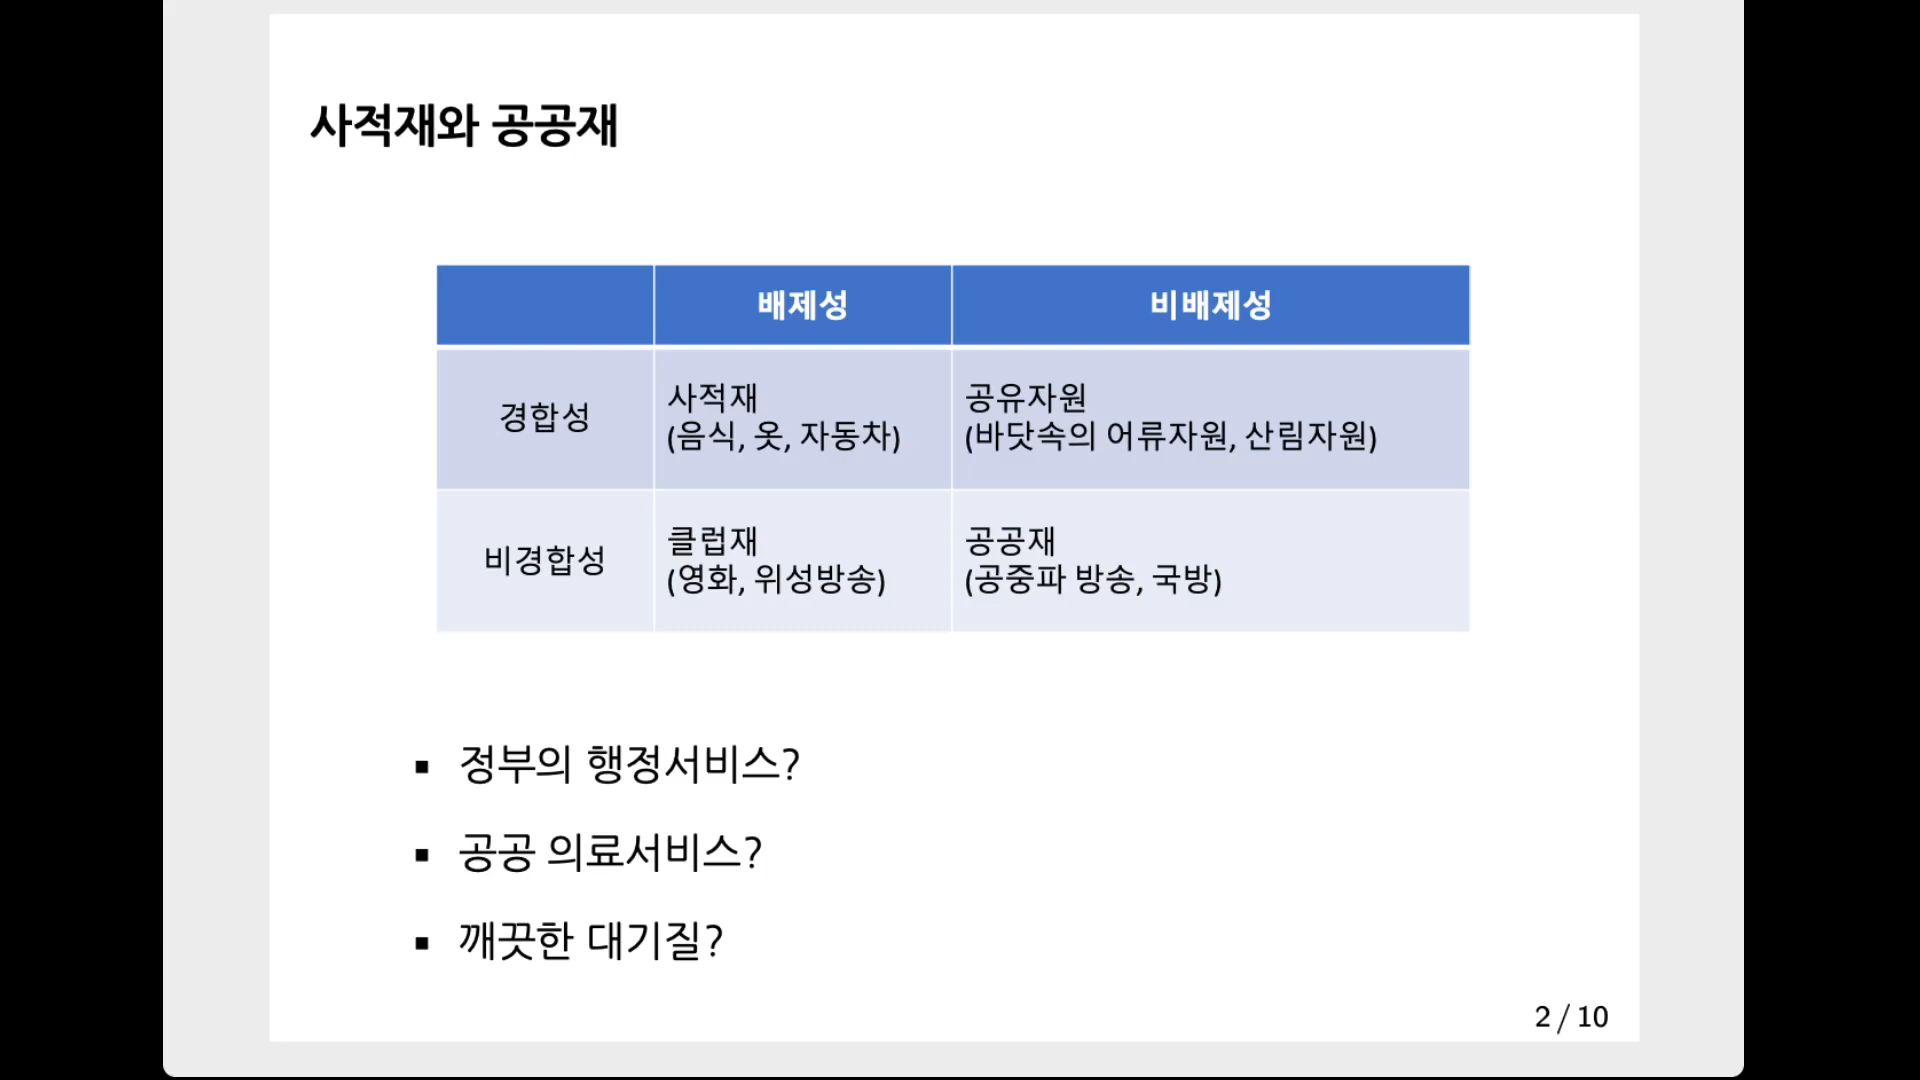 사적재와 공공재
배제성 비배제성
경합성
사적재
(음식, 옷, 자동차)
공유자원
(바닷속의 어류자원, 산림자원)
비경합성
클럽재
(영화, 위성방송)
공공재
(공중파 방송, 국방)
▪ 정부의 행정서비스?
▪ 공공 의료서비스?
▪ 깨끗한 대기질?
2 / 10